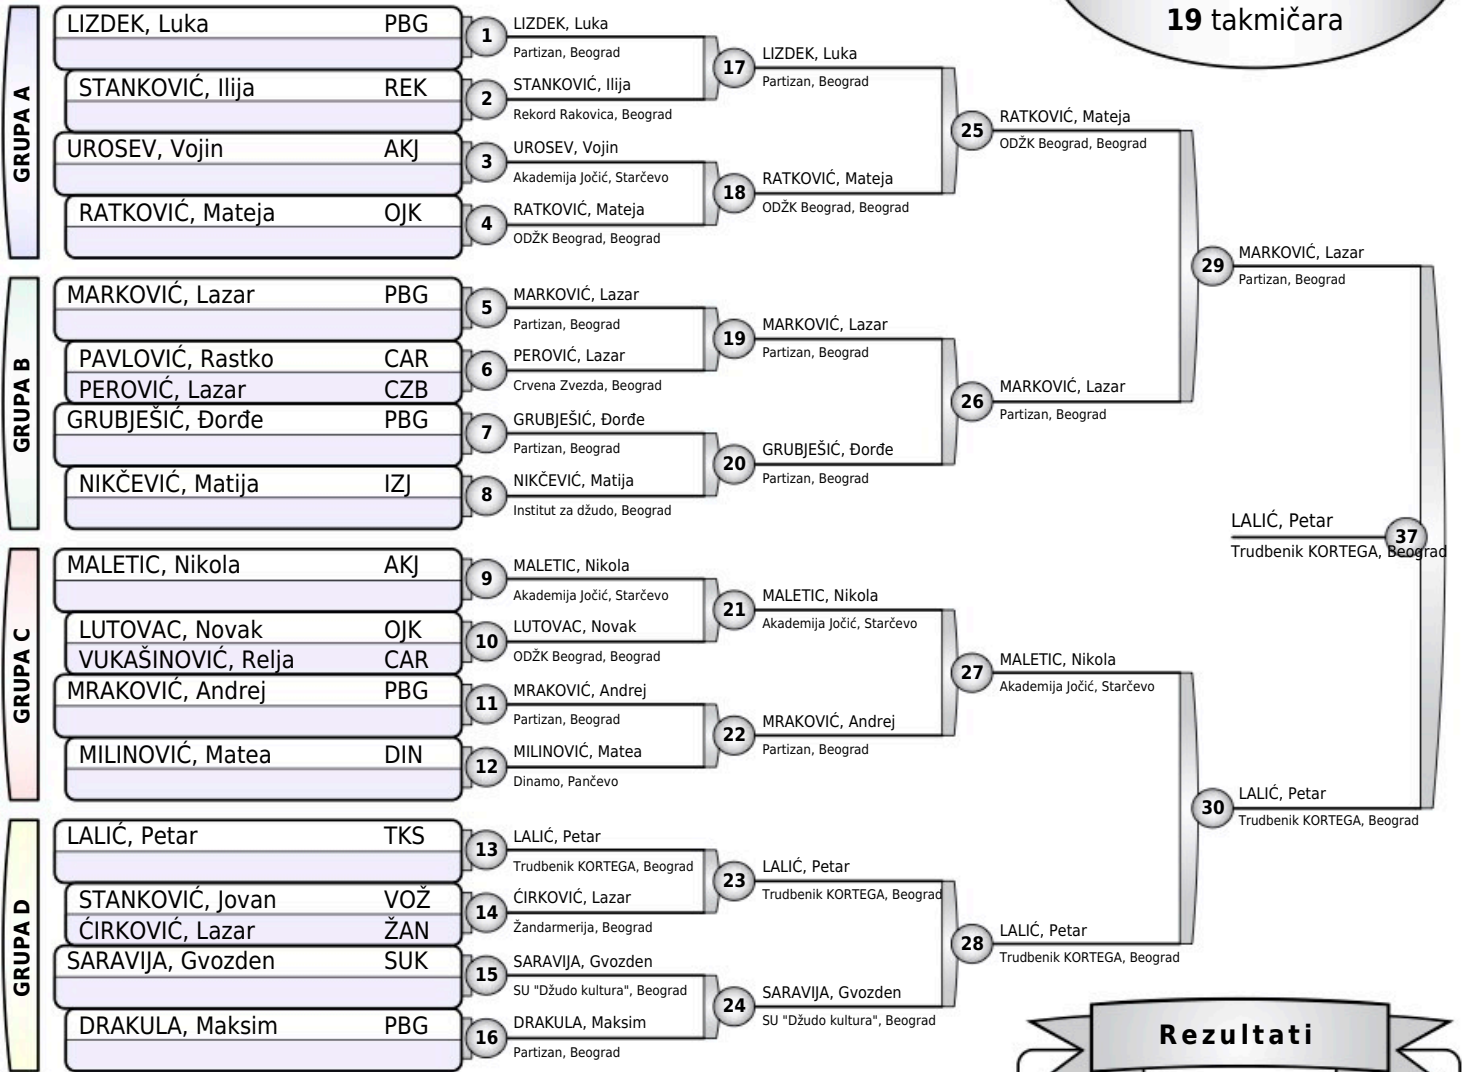 19 takmičara
GRUPA A
LIZDEK, Luka PBG
STANKOVIĆ, Ilija REK
UROSEV, Vojin AKJ
RATKOVIĆ, Mateja OJK
1
LIZDEK, Luka
Partizan, Beograd
2
STANKOVIĆ, Ilija
Rekord Rakovica, Beograd
3
UROSEV, Vojin
Akademija Jočić, Starčevo
4
RATKOVIĆ, Mateja
ODŽK Beograd, Beograd
GRUPA B
MARKOVIĆ, Lazar PBG
PAVLOVIĆ, Rastko CAR
PEROVIĆ, Lazar CZB
GRUBJEŠIĆ, Đorđe PBG
NIKČEVIĆ, Matija IZJ
5
MARKOVIĆ, Lazar
Partizan, Beograd
6
PEROVIĆ, Lazar
Crvena Zvezda, Beograd
7
GRUBJEŠIĆ, Đorđe
Partizan, Beograd
8
NIKČEVIĆ, Matija
Institut za džudo, Beograd
GRUPA C
MALETIC, Nikola AKJ
LUTOVAC, Novak OJK
VUKAŠINOVIĆ, Relja CAR
MRAKOVIĆ, Andrej PBG
MILINOVIĆ, Matea DIN
9
MALETIC, Nikola
Akademija Jočić, Starčevo
10
LUTOVAC, Novak
ODŽK Beograd, Beograd
11
MRAKOVIĆ, Andrej
Partizan, Beograd
12
MILINOVIĆ, Matea
Dinamo, Pančevo
GRUPA D
LALIĆ, Petar TKS
STANKOVIĆ, Jovan VOŽ
ĆIRKOVIĆ, Lazar ŽAN
SARAVIJA, Gvozden SUK
DRAKULA, Maksim PBG
13
LALIĆ, Petar
Trudbenik KORTEGA, Beograd
14
ĆIRKOVIĆ, Lazar
Žandarmerija, Beograd
15
SARAVIJA, Gvozden
SU "Džudo kultura", Beograd
16
DRAKULA, Maksim
Partizan, Beograd
17
LIZDEK, Luka
Partizan, Beograd
18
RATKOVIĆ, Mateja
ODŽK Beograd, Beograd
19
MARKOVIĆ, Lazar
Partizan, Beograd
20
GRUBJEŠIĆ, Đorđe
Partizan, Beograd
21
MALETIC, Nikola
Akademija Jočić, Starčevo
22
MRAKOVIĆ, Andrej
Partizan, Beograd
23
LALIĆ, Petar
Trudbenik KORTEGA, Beograd
24
SARAVIJA, Gvozden
SU "Džudo kultura", Beograd
25
RATKOVIĆ, Mateja
ODŽK Beograd, Beograd
26
MARKOVIĆ, Lazar
Partizan, Beograd
27
MALETIC, Nikola
Akademija Jočić, Starčevo
28
LALIĆ, Petar
Trudbenik KORTEGA, Beograd
29
MARKOVIĆ, Lazar
Partizan, Beograd
30
LALIĆ, Petar
Trudbenik KORTEGA, Beograd
LALIĆ, Petar
37
Trudbenik KORTEGA, Beograd
Rezultati